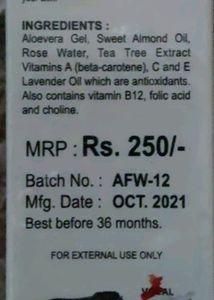 INGREDIENTS :
Aloevera Gel, Sweet Almond Oil,
Rose Water, Tea Tree Extract
Vitamins A (beta-carotene), C and E
Lavender Oil which are antioxidants.
Also contains vitamin B12, folic acid
and choline.
MRP : Rs. 250/-
Batch No. : AFW-12
Mfg. Date : OCT. 2021
Best before 36 months.
FOR EXTERNAL USE ONLY